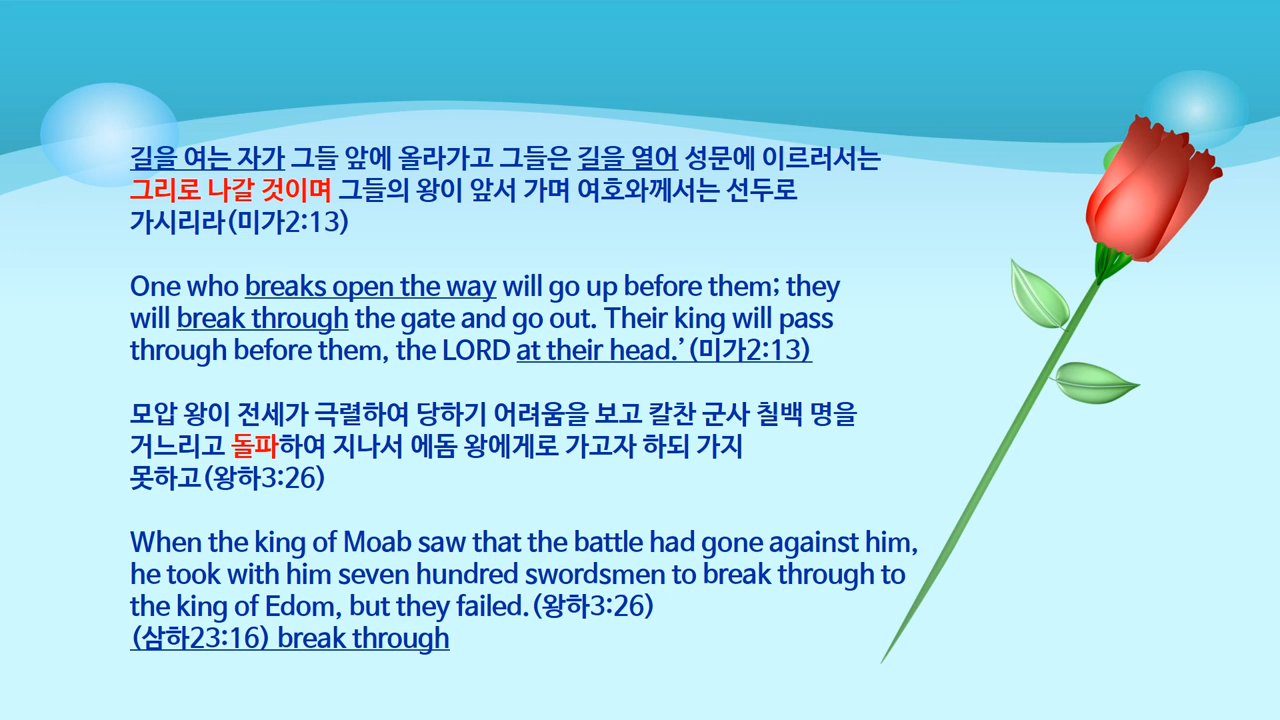 길을 여는 자가 그들 앞에 올라가고 그들은 길을 열어 성문에 이르러서는
그리로 나갈 것이며 그들의 왕이 앞서 가며 여호와께서는 선두로
가시리라(미가2:13)
One who breaks open the way will go up before them; they
will break through the gate and go out. Their king will pass
through before them, the LORD at their head.’(미가2:13)
모압 왕이 전세가 극렬하여 당하기 어려움을 보고 칼찬 군사 칠백 명을
거느리고 돌파하여 지나서 에돔 왕에게로 가고자 하되 가지
못하고(왕하3:26)
When the king of Moab saw that the battle had gone against him,
he took with him seven hundred swordsmen to break through to
the king of Edom, but they failed.(왕하3:26)
(삼하23:16) break through